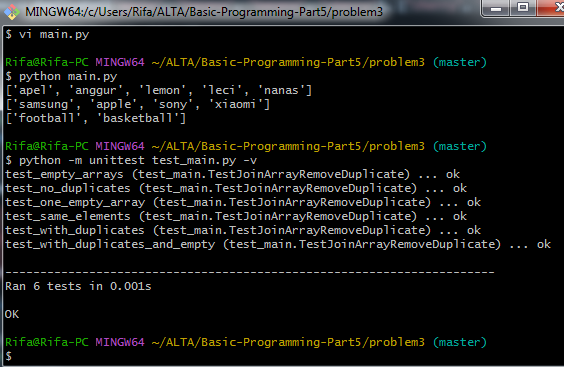 MINGW64:/c/Users/Rifa/ALTA/Basic-Programming-Part5/problem3
$ vi main.py
Rifa@Rifa-PC MINGW64 ~/ALTA/Basic-Programming-Part5/problem3 (master)
$ python main.py
['apel', 'anggur', 'lemon', 'leci', 'nanas']
['samsung', 'apple', 'sony', 'xiaomi']
['football', 'basketball']
Rifa@Rifa-PC MINGW64 ~/ALTA/Basic-Programming-Part5/problem3 (master)
$ python -m unittest test_main.py -v
test_empty_arrays (test_main.TestJoinArrayRemoveDuplicate) ... ok
test_no_duplicates (test_main.TestJoinArrayRemoveDuplicate) ... ok
test_one_empty_array (test_main.TestJoinArrayRemoveDuplicate) ... ok
test_same_elements (test_main.TestJoinArrayRemoveDuplicate) ... ok
test_with_duplicates (test_main.TestJoinArrayRemoveDuplicate) ... ok
test_with_duplicates_and_empty (test_main.TestJoinArrayRemoveDuplicate) ... ok
----------------------------------------------------------------------
Ran 6 tests in 0.001s
OK
Rifa@Rifa-PC MINGW64 ~/ALTA/Basic-Programming-Part5/problem3 (master)
$